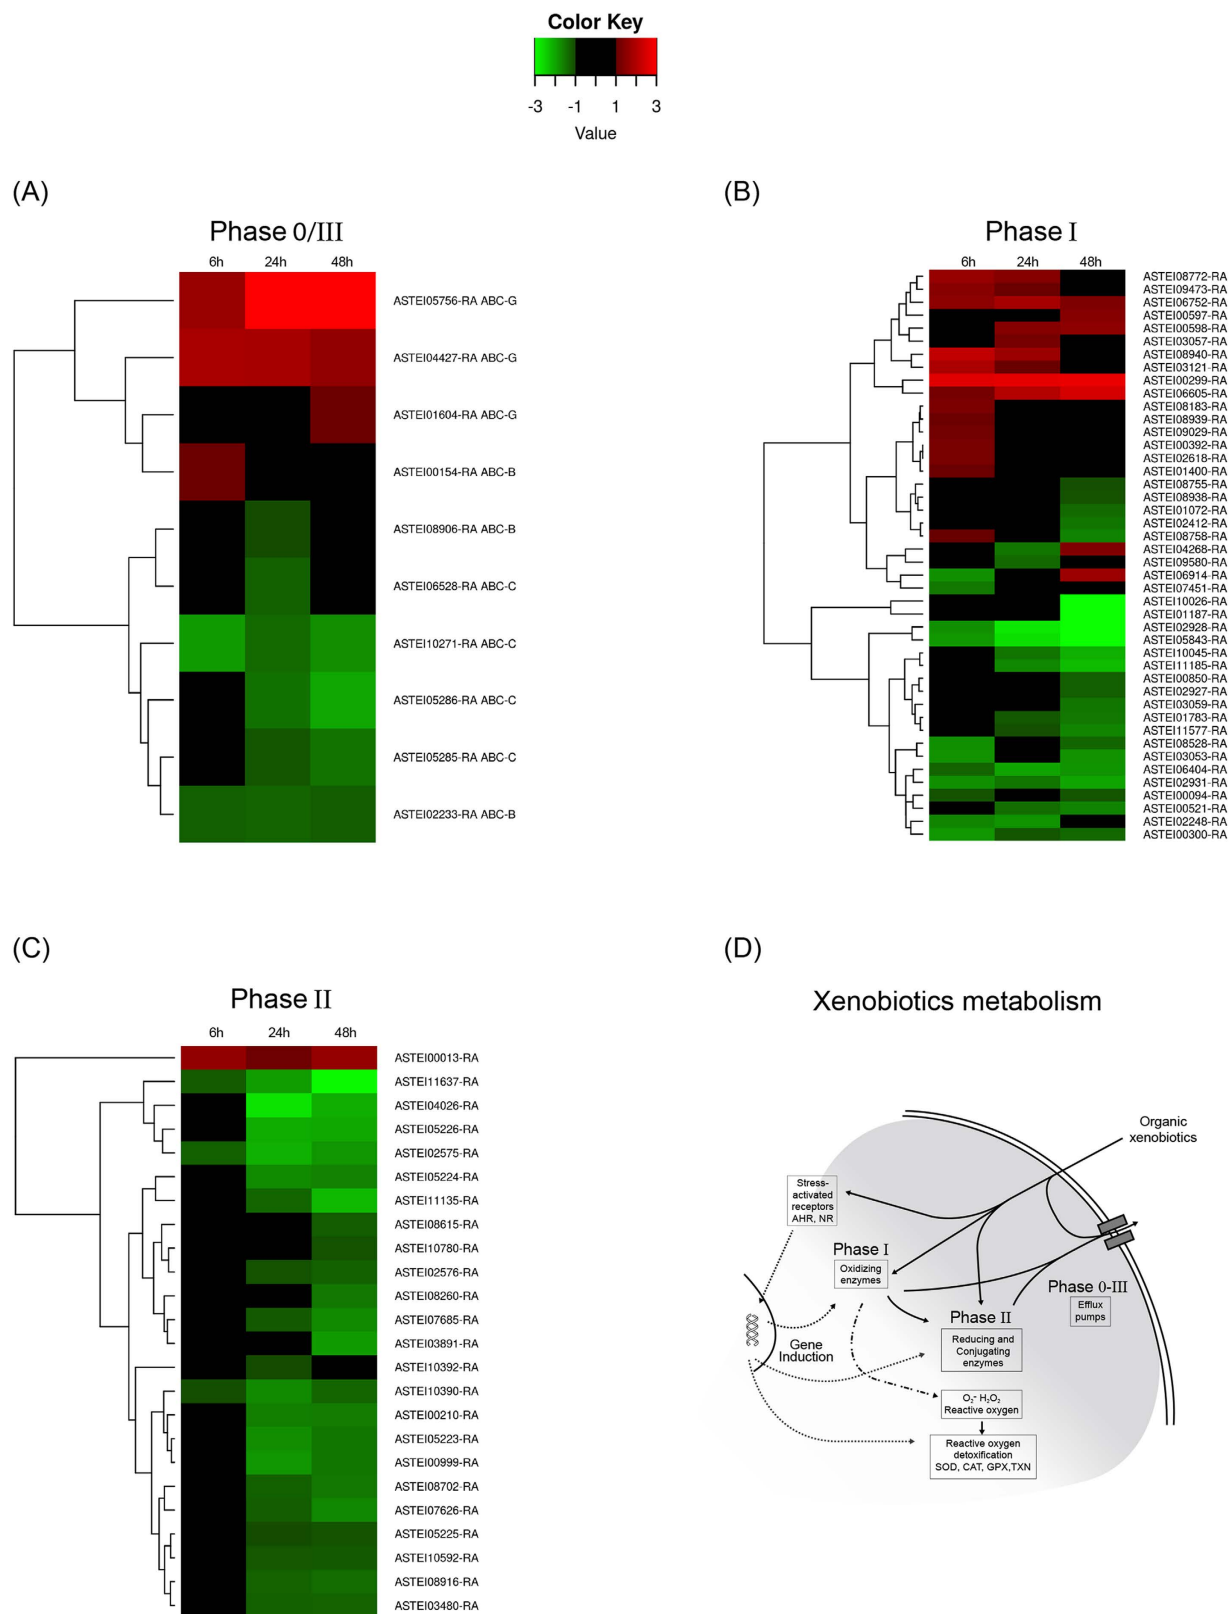 Color Key
-3 -1 1 3
Value
(A)
Phase 0/III
6h 24h 48h
ASTEI05756-RA ABC-G
ASTEI04427-RA ABC-G
ASTEI01604-RA ABC-G
ASTEI00154-RA ABC-B
ASTEI08906-RA ABC-B
ASTEI06528-RA ABC-C
ASTEI10271-RA ABC-C
ASTEI05286-RA ABC-C
ASTEI05285-RA ABC-C
ASTEI02233-RA ABC-B
(B)
Phase I
6h 24h 48h
ASTEI08772-RA
ASTEI09473-RA
ASTEI06752-RA
ASTEI00597-RA
ASTEI00598-RA
ASTEI03057-RA
ASTEI08940-RA
ASTEI03121-RA
ASTEI00299-RA
ASTEI06605-RA
ASTEI08183-RA
ASTEI08939-RA
ASTEI09029-RA
ASTEI00392-RA
ASTEI02618-RA
ASTEI01400-RA
ASTEI08755-RA
ASTEI08938-RA
ASTEI01072-RA
ASTEI02412-RA
ASTEI08758-RA
ASTEI04268-RA
ASTEI09580-RA
ASTEI06914-RA
ASTEI07451-RA
ASTEI10026-RA
ASTEI01187-RA
ASTEI02928-RA
ASTEI05843-RA
ASTEI10045-RA
ASTEI11185-RA
ASTEI00850-RA
ASTEI02927-RA
ASTEI03059-RA
ASTEI01783-RA
ASTEI11577-RA
ASTEI08528-RA
ASTEI03053-RA
ASTEI06404-RA
ASTEI02931-RA
ASTEI00094-RA
ASTEI00521-RA
ASTEI02248-RA
ASTEI00300-RA
(C)
Phase II
6h 24h 48h
ASTEI00013-RA
ASTEI11637-RA
ASTEI04026-RA
ASTEI05226-RA
ASTEI02575-RA
ASTEI05224-RA
ASTEI11135-RA
ASTEI08615-RA
ASTEI10780-RA
ASTEI02576-RA
ASTEI08260-RA
ASTEI07685-RA
ASTEI03891-RA
ASTEI10392-RA
ASTEI10390-RA
ASTEI00210-RA
ASTEI05223-RA
ASTEI00999-RA
ASTEI08702-RA
ASTEI07626-RA
ASTEI05225-RA
ASTEI10592-RA
ASTEI08916-RA
ASTEI03480-RA
(D)
Xenobiotics metabolism
Organic
xenobiotics
Stress-
activated
receptors
AHR, NR
Phase I
Oxidizing
enzymes
Phase 0-III
Efflux
pumps
Phase II
Reducing and
Conjugating
enzymes
Gene
Induction
O₂⁻ H₂O₂
Reactive oxygen
Reactive oxygen
detoxification
SOD, CAT, GPX,TXN